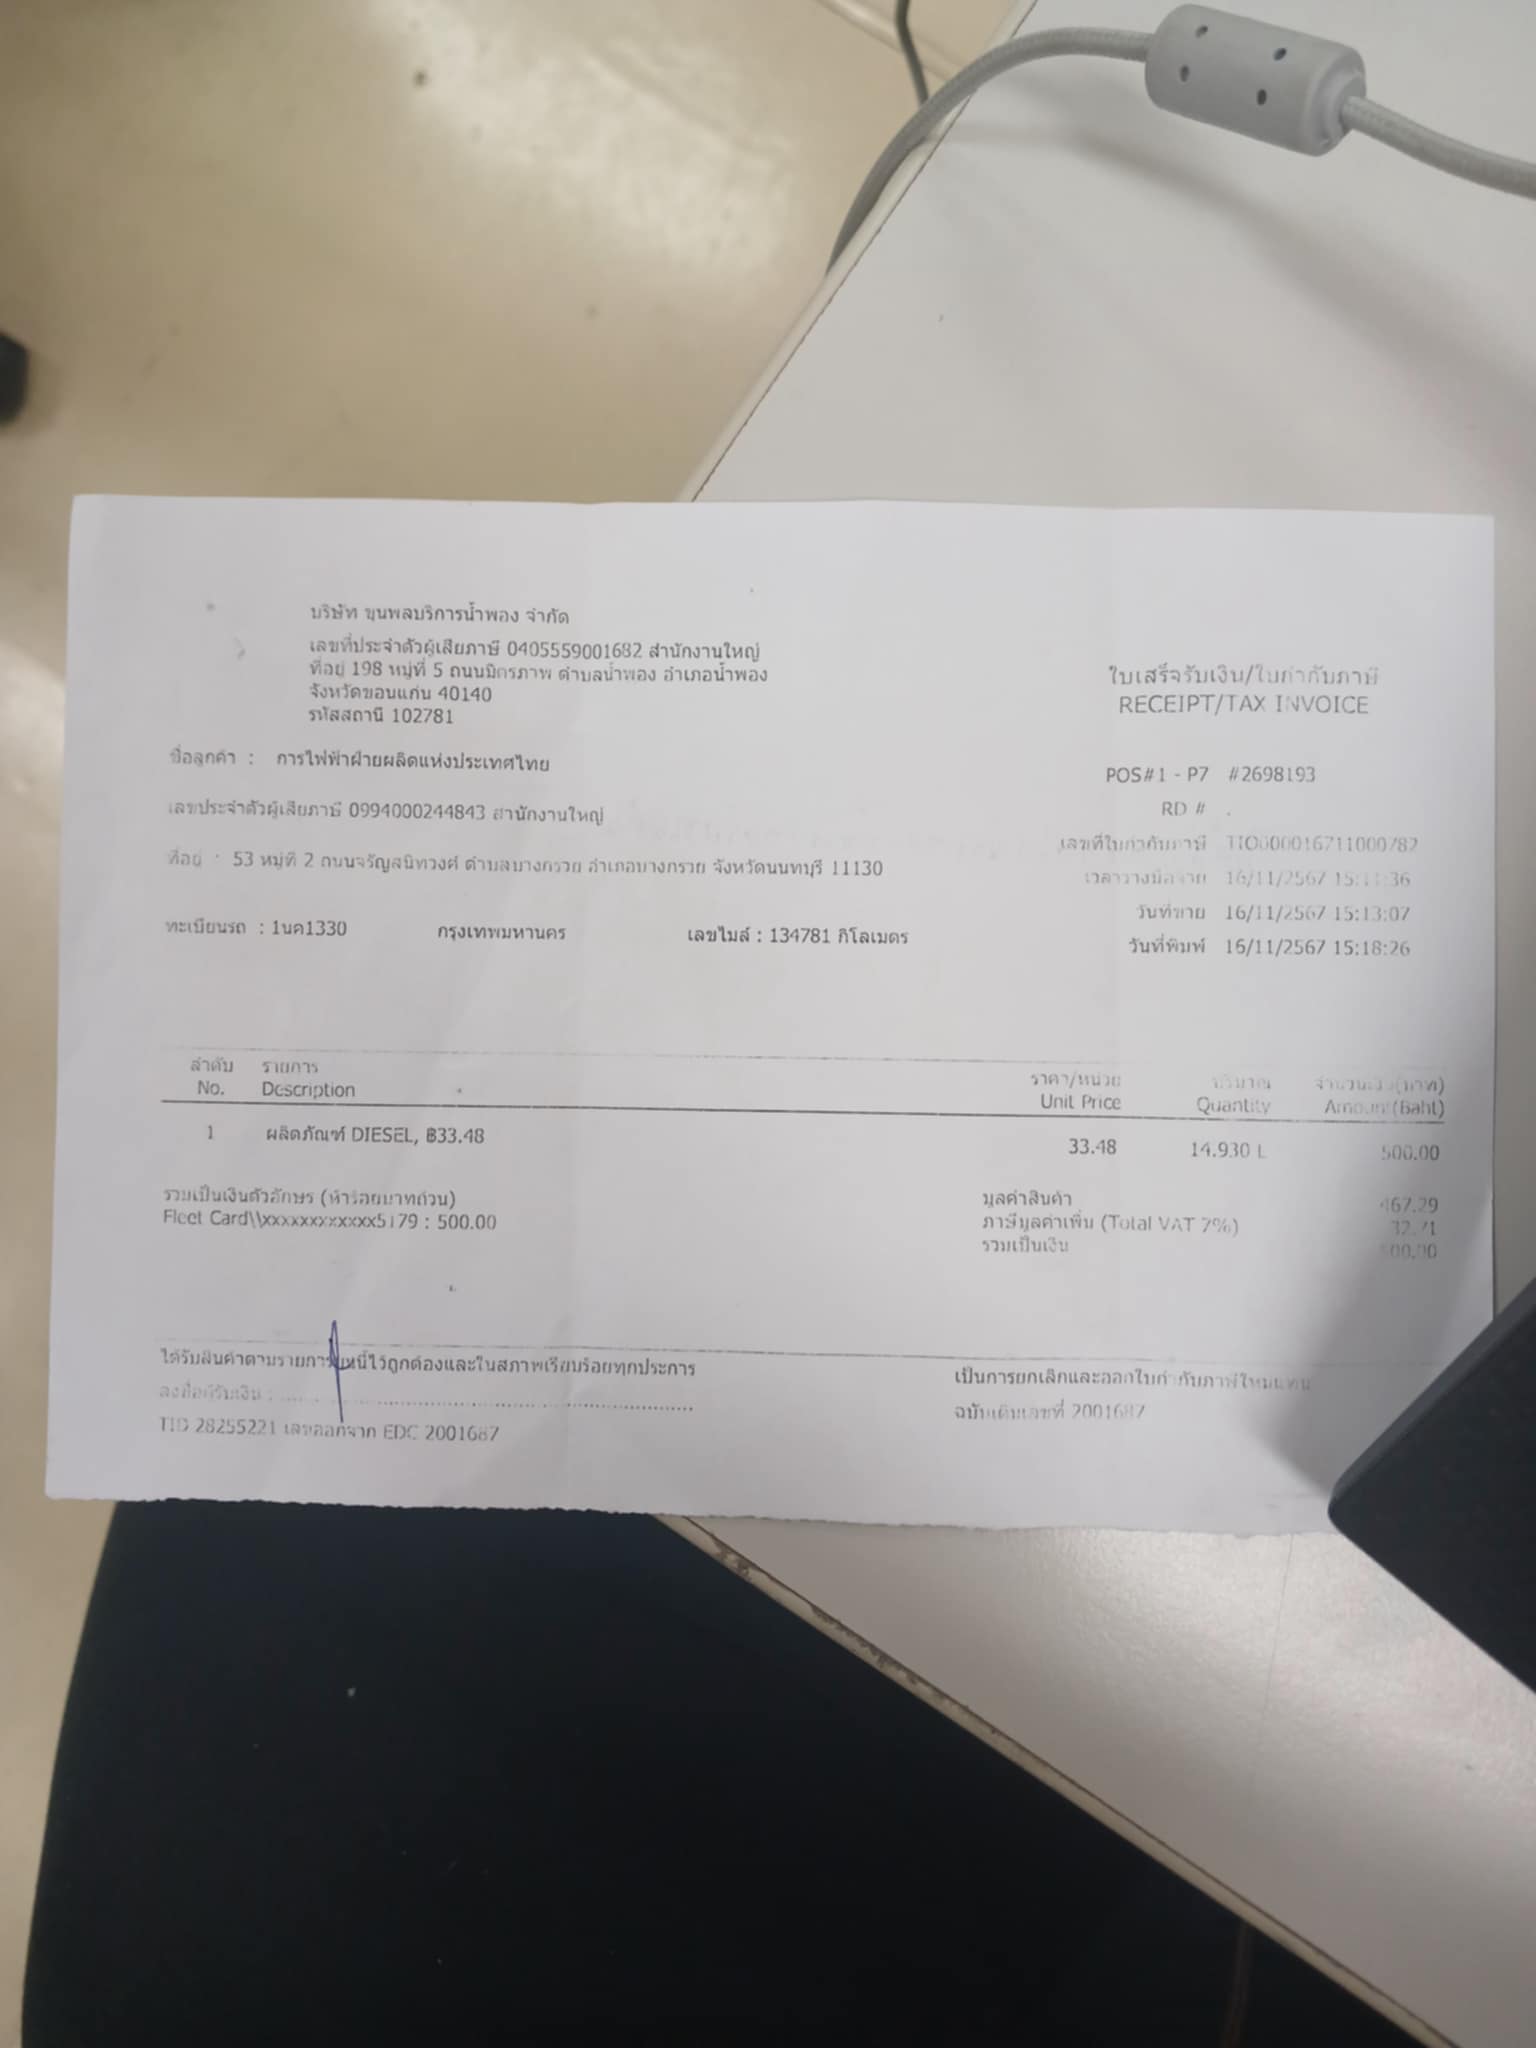 บริษัท ขุนพลบริการน้ำพอง จำกัด
เลขที่ประจำตัวผู้เสียภาษี 0405559001682 สำนักงานใหญ่
ที่อยู่ 198 หมู่ที่ 5 ถนนมิตรภาพ ตำบลน้ำพอง อำเภอน้ำพอง
จังหวัดขอนแก่น 40140
รหัสสถานี 102781
ใบเสร็จรับเงิน/ใบกำกับภาษี
RECEIPT/TAX INVOICE
ชื่อลูกค้า : การไฟฟ้าฝ่ายผลิตแห่งประเทศไทย
POS#1 - P7 #2698193
เลขประจำตัวผู้เสียภาษี 0994000244843 สำนักงานใหญ่
RD # .
ที่อยู่ : 53 หมู่ที่ 2 ถนนจรัญสนิทวงศ์ ตำบลบางกรวย อำเภอบางกรวย จังหวัดนนทบุรี 11130
เลขที่ใบกำกับภาษี
เวลาวางมือจ่าย 16/11/2567 15:11:36
วันที่ขาย 16/11/2567 15:13:07
ทะเบียนรถ : 1นค1330 กรุงเทพมหานคร เลขไมล์ : 134781 กิโลเมตร
วันที่พิมพ์ 16/11/2567 15:18:26
ลำดับ รายการ ราคา/หน่วย ปริมาณ จำนวนเงิน(บาท)
No. Description Unit Price Quantity Amount(Baht)
1 ผลิตภัณฑ์ DIESEL, ฿33.48 33.48 14.930 L 500.00
รวมเป็นเงินตัวอักษร (ห้าร้อยบาทถ้วน)
Fleet Card\\xxxxxxxxxxxx5179 : 500.00
มูลค่าสินค้า 467.29
ภาษีมูลค่าเพิ่ม (Total VAT 7%) 32.71
รวมเป็นเงิน 500.00
ได้รับสินค้าตามรายการ ไว้ถูกต้องและในสภาพเรียบร้อยทุกประการ
ลงชื่อผู้รับเงิน : ............................................
TID 28255221 เลขออกจาก EDC 2001687
เป็นการยกเลิกและออกใบกำกับภาษีใหม่แทน
ฉบับเดิมเลขที่ 2001687